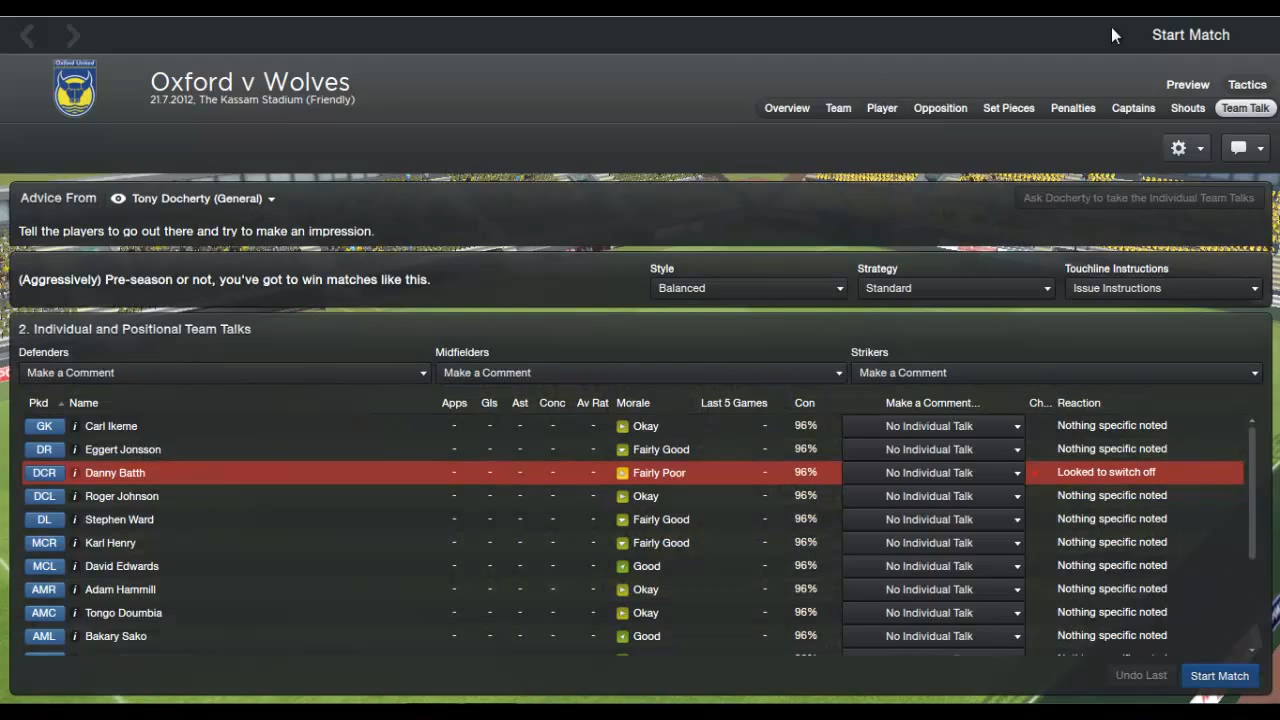 Start Match
Oxford United
Oxford v Wolves
21.7.2012, The Kassam Stadium (Friendly)
Preview Tactics
Overview Team Player Opposition Set Pieces Penalties Captains Shouts Team Talk
Advice From Tony Docherty (General) Ask Docherty to take the Individual Team Talks
Tell the players to go out there and try to make an impression.
(Aggressively) Pre-season or not, you've got to win matches like this.
Style Strategy Touchline Instructions
Balanced Standard Issue Instructions
2. Individual and Positional Team Talks
Defenders Midfielders Strikers
Make a Comment Make a Comment Make a Comment
Pkd Name Apps Gls Ast Conc Av Rat Morale Last 5 Games Con Make a Comment... Ch... Reaction
GK i Carl Ikeme - - - - - Okay - 96% No Individual Talk Nothing specific noted
DR i Eggert Jonsson - - - - - Fairly Good - 96% No Individual Talk Nothing specific noted
DCR i Danny Batth - - - - - Fairly Poor - 96% No Individual Talk Looked to switch off
DCL i Roger Johnson - - - - - Okay - 96% No Individual Talk Nothing specific noted
DL i Stephen Ward - - - - - Fairly Good - 96% No Individual Talk Nothing specific noted
MCR i Karl Henry - - - - - Fairly Good - 96% No Individual Talk Nothing specific noted
MCL i David Edwards - - - - - Good - 96% No Individual Talk Nothing specific noted
AMR i Adam Hammill - - - - - Okay - 96% No Individual Talk Nothing specific noted
AMC i Tongo Doumbia - - - - - Okay - 96% No Individual Talk Nothing specific noted
AML i Bakary Sako - - - - - Good - 96% No Individual Talk Nothing specific noted
Undo Last Start Match